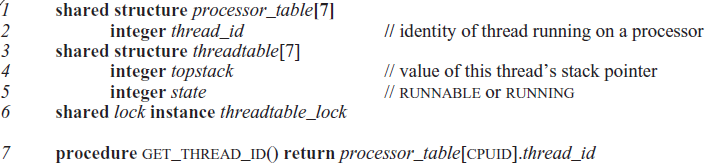 1 shared structure processor_table[7]
2 integer thread_id // identity of thread running on a processor
3 shared structure threadtable[7]
4 integer topstack // value of this thread’s stack pointer
5 integer state // RUNNABLE or RUNNING
6 shared lock instance threadtable_lock
7 procedure GET_THREAD_ID() return processor_table[CPUID].thread_id